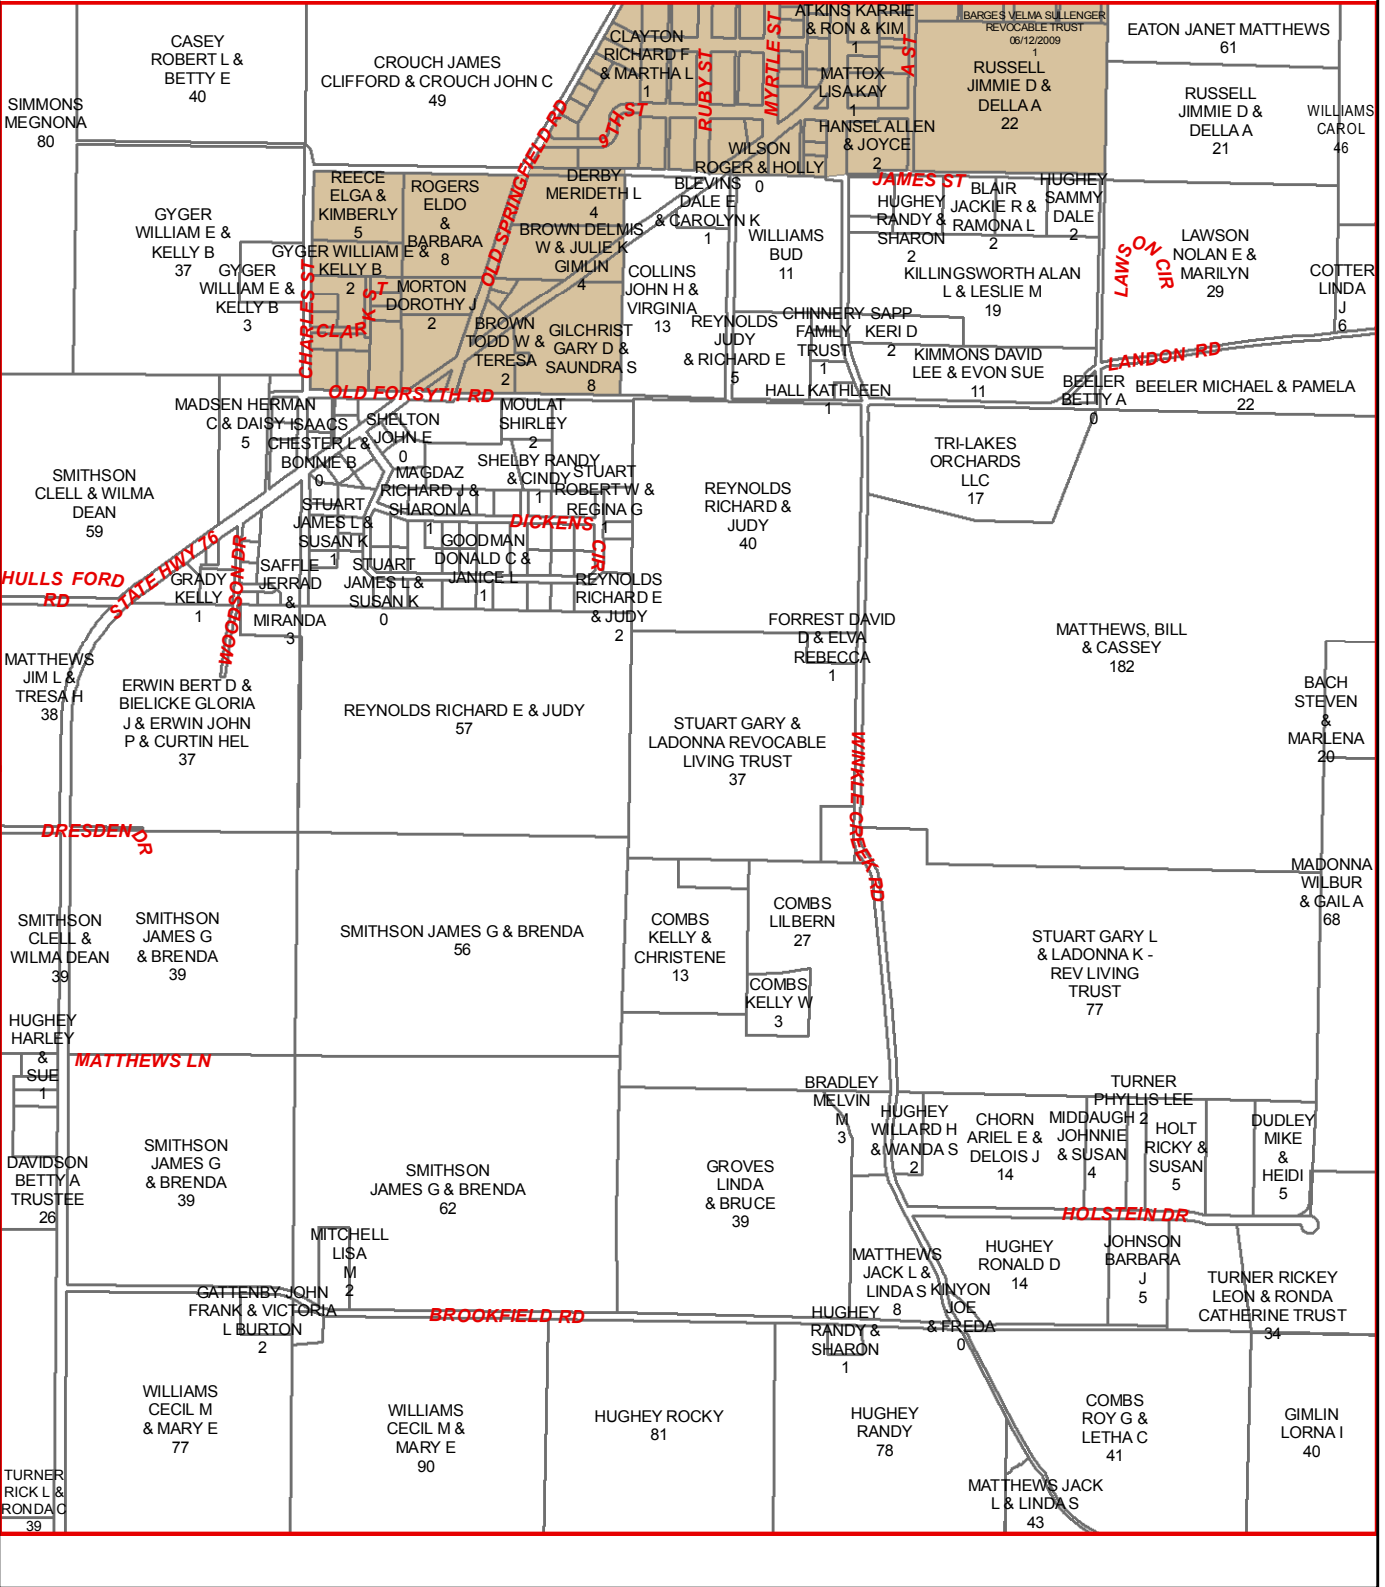 CASEY
ROBERT L &
BETTY E
40
CROUCH JAMES
CLIFFORD & CROUCH JOHN C
49
SIMMONS
MEGNONA
80
CLAYTON
RICHARD F
& MARTHA L
1
ATKINS KARRIE
& RON & KIM
1
BARGES VELMA SULLENGER
REVOCABLE TRUST
06/12/2009
1
RUSSELL
JIMMIE D &
DELLA A
22
EATON JANET MATTHEWS
61
RUSSELL
JIMMIE D &
DELLA A
21
WILLIAMS
CAROL
46
MATTOX
LISA KAY
1
HANSEL ALLEN
& JOYCE
2
WILSON
ROGER & HOLLY
0
RUBY ST
MYRTLE ST
A ST
9TH ST
OLD SPRINGFIELD RD
JAMES ST
GYGER
WILLIAM E &
KELLY B
37
GYGER
WILLIAM E &
KELLY B
3
REECE
ELGA &
KIMBERLY
5
ROGERS
ELDO
&
BARBARA
8
GYGER WILLIAM E &
KELLY B
2
MORTON
DOROTHY J
2
DERBY
MERIDETH L
4
BROWN DELMIS
W & JULIE K
GIMLIN
4
BROWN
TODD W &
TERESA
2
GILCHRIST
GARY D &
SAUNDRA S
8
BLEVINS
DALE E
& CAROLYN K
1
COLLINS
JOHN H &
VIRGINIA
13
WILLIAMS
BUD
11
REYNOLDS
JUDY
& RICHARD E
5
HUGHEY
RANDY &
SHARON
2
BLAIR
JACKIE R &
RAMONA L
2
HUGHEY
SAMMY
DALE
2
KILLINGSWORTH ALAN
L & LESLIE M
19
CHINNERY
FAMILY
TRUST
1
SAPP
KERI D
2
KIMMONS DAVID
LEE & EVON SUE
11
HALL KATHLEEN
1
LAWSON
NOLAN E &
MARILYN
29
COTTER
LINDA
J
6
LAWSON CIR
LANDON RD
BEELER
BETTY A
0
BEELER MICHAEL & PAMELA
22
CHARLES ST
CLARK ST
OLD FORSYTH RD
MADSEN HERMAN
C & DAISY
5
ISAACS
CHESTER L &
BONNIE B
0
SHELTON
JOHN E
0
MOULAT
SHIRLEY
2
SHELBY RANDY
& CINDY
1
STUART
ROBERT W &
REGINA G
1
MAGDAZ
RICHARD J &
SHARON A
1
STUART
JAMES L &
SUSAN K
1
GOODMAN
DONALD C &
JANICE L
1
DICKENS CIR
SMITHSON
CLELL & WILMA
DEAN
59
REYNOLDS
RICHARD &
JUDY
40
TRI-LAKES
ORCHARDS
LLC
17
HULLS FORD
RD
STATE HWY 76
WOODSON DR
GRADY
KELLY
1
SAFFLE
JERRAD
&
MIRANDA
3
STUART
JAMES L &
SUSAN K
0
REYNOLDS
RICHARD E
& JUDY
2
FORREST DAVID
D & ELVA
REBECCA
1
MATTHEWS, BILL
& CASSEY
182
MATTHEWS
JIM L &
TRESA H
38
ERWIN BERT D &
BIELICKE GLORIA
J & ERWIN JOHN
P & CURTIN HEL
37
REYNOLDS RICHARD E & JUDY
57
STUART GARY &
LADONNA REVOCABLE
LIVING TRUST
37
BACH
STEVEN
&
MARLENA
20
WINKLE CREEK RD
DRESDEN DR
SMITHSON
CLELL &
WILMA DEAN
39
SMITHSON
JAMES G
& BRENDA
39
SMITHSON JAMES G & BRENDA
56
COMBS
KELLY &
CHRISTENE
13
COMBS
LILBERN
27
COMBS
KELLY W
3
STUART GARY L
& LADONNA K -
REV LIVING
TRUST
77
MADONNA
WILBUR
& GAIL A
68
HUGHEY
HARLEY
&
SUE
1
MATTHEWS LN
DAVIDSON
BETTY A
TRUSTEE
26
SMITHSON
JAMES G
& BRENDA
39
SMITHSON
JAMES G & BRENDA
62
GROVES
LINDA
& BRUCE
39
BRADLEY
MELVIN
M
3
HUGHEY
WILLARD H
& WANDA S
2
CHORN
ARIEL E &
DELOIS J
14
MIDDAUGH
JOHNNIE
& SUSAN
4
TURNER
PHYLLIS LEE
2
HOLT
RICKY &
SUSAN
5
DUDLEY
MIKE
&
HEIDI
5
HOLSTEIN DR
MITCHELL
LISA
M
2
GATTENBY JOHN
FRANK & VICTORIA
L BURTON
2
BROOKFIELD RD
MATTHEWS
JACK L &
LINDA S
8
KINYON
JOE
& FREDA
0
HUGHEY
RONALD D
14
JOHNSON
BARBARA
J
5
TURNER RICKEY
LEON & RONDA
CATHERINE TRUST
34
HUGHEY
RANDY &
SHARON
1
WILLIAMS
CECIL M
& MARY E
77
WILLIAMS
CECIL M &
MARY E
90
HUGHEY ROCKY
81
HUGHEY
RANDY
78
COMBS
ROY G &
LETHA C
41
GIMLIN
LORNA I
40
TURNER
RICK L &
RONDA C
39
MATTHEWS JACK
L & LINDA S
43